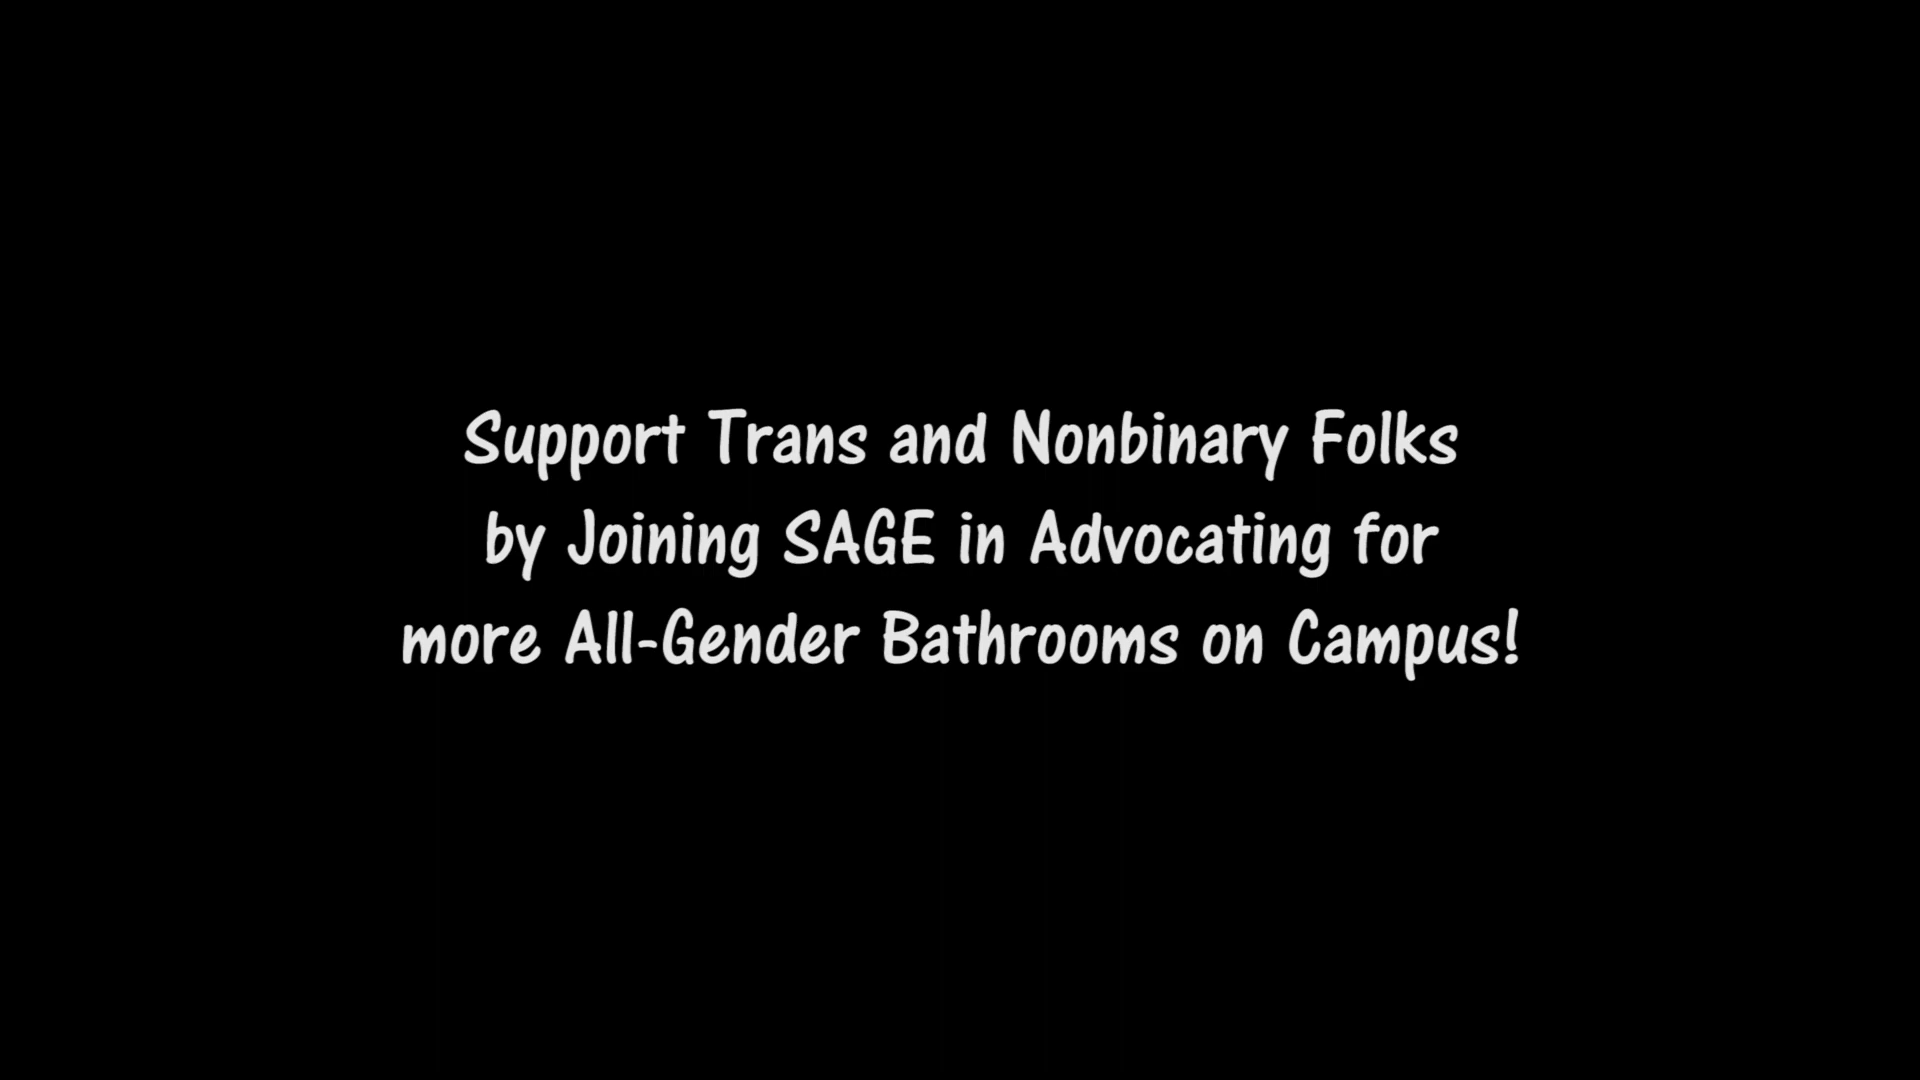 Support Trans and Nonbinary Folks
by Joining SAGE in Advocating for
more All-Gender Bathrooms on Campus!